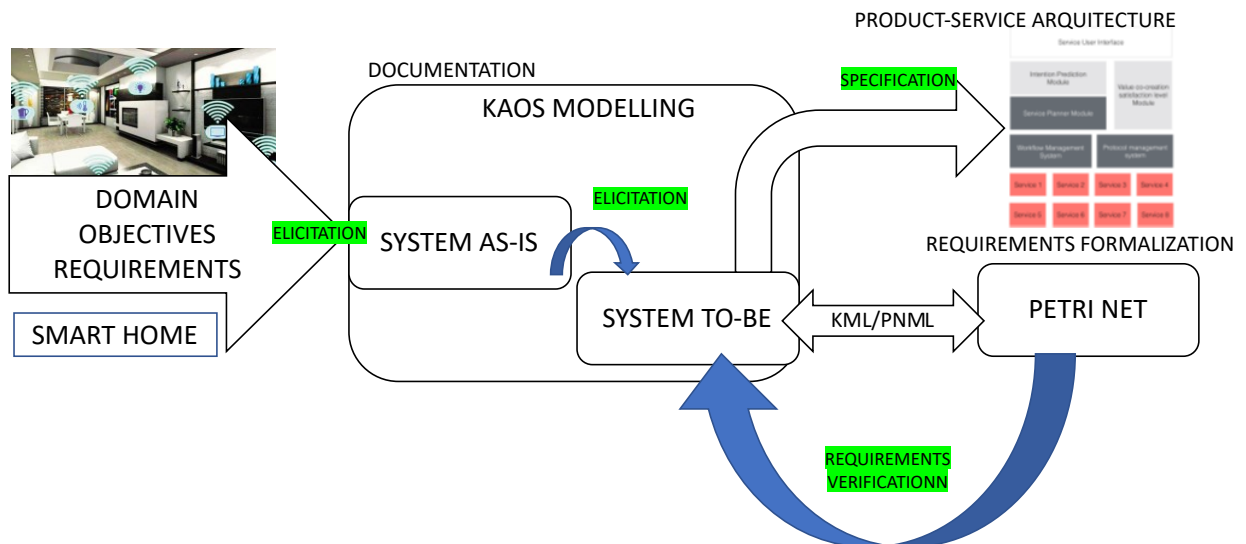 PRODUCT-SERVICE ARQUITECTURE
Service User Interface
DOCUMENTATION
SPECIFICATION
Intention Prediction
Module
Value co-creation
satisfaction level
Module
KAOS MODELLING
Service Planner Module
Workflow Management
System
Protocol management
system
Service 1
Service 2
Service 3
Service 4
Service 5
Service 6
Service 7
Service 8
DOMAIN
OBJECTIVES
REQUIREMENTS
ELICITATION
SYSTEM AS-IS
ELICITATION
REQUIREMENTS FORMALIZATION
SMART HOME
SYSTEM TO-BE
KML/PNML
PETRI NET
REQUIREMENTS
VERIFICATIONN